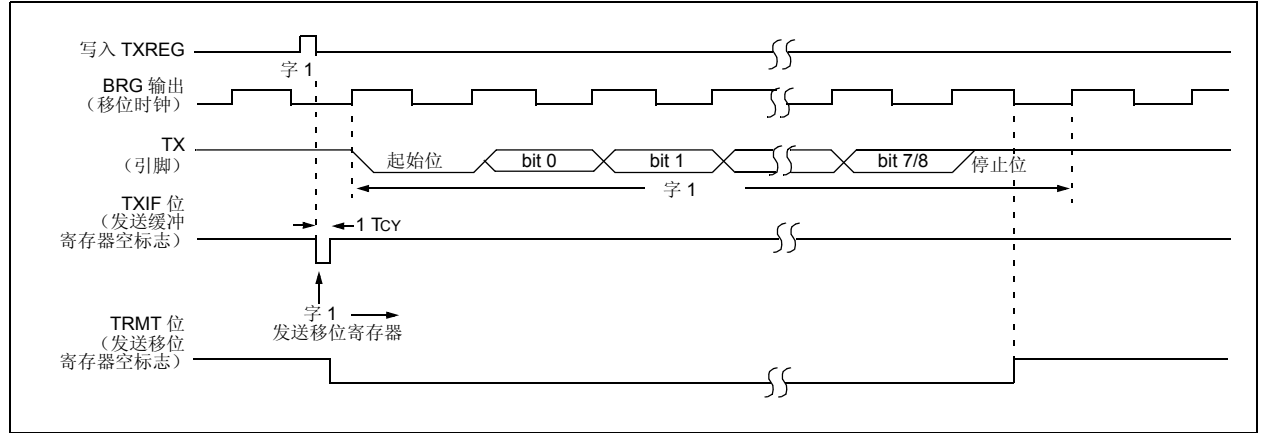 写入 TXREG
字 1
BRG 输出
（移位时钟）
TX
（引脚）
起始位
bit 0
bit 1
bit 7/8
停止位
字 1
TXIF 位
（发送缓冲
寄存器空标志）
1 TCY
字 1
发送移位寄存器
TRMT 位
（发送移位
寄存器空标志）